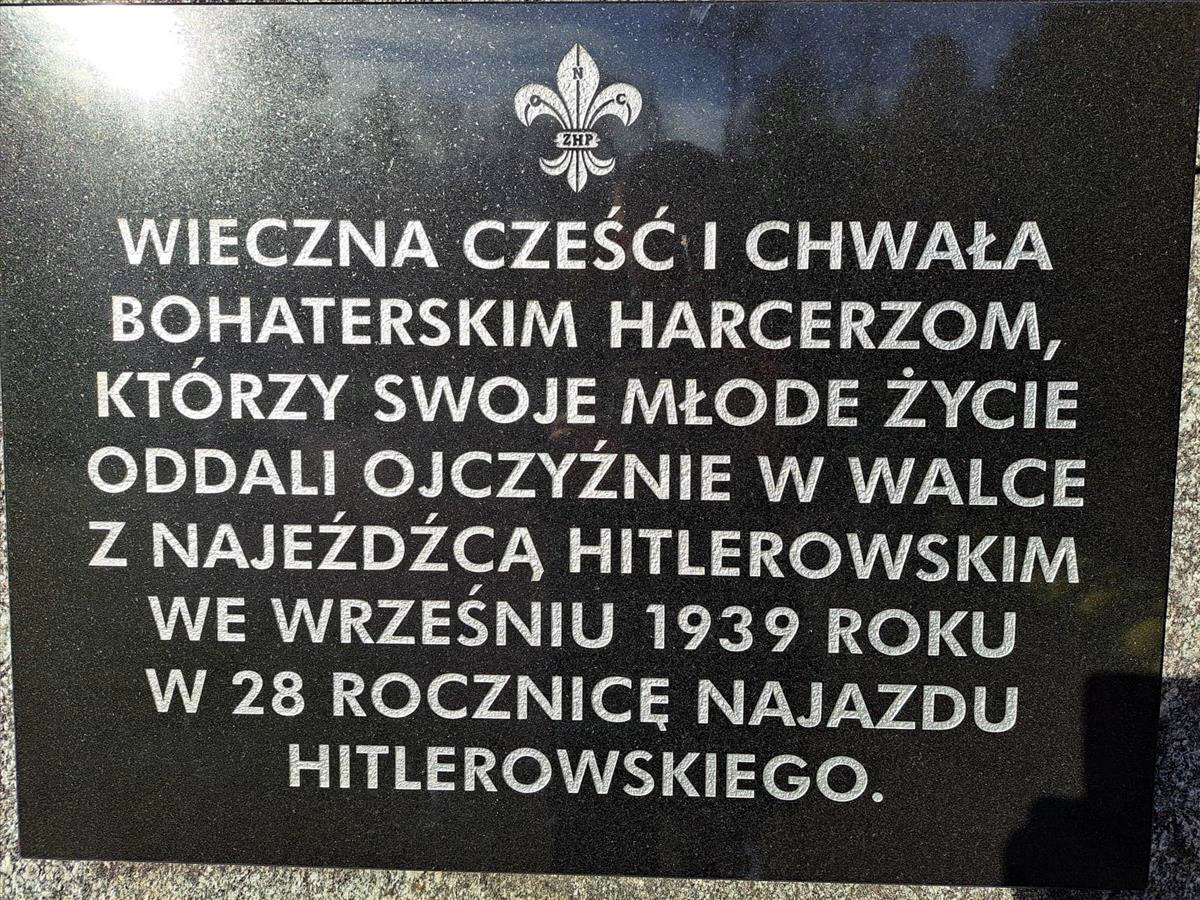 N
O C
ZHP
WIECZNA CZEŚĆ I CHWAŁA
BOHATERSKIM HARCERZOM,
KTÓRZY SWOJE MŁODE ŻYCIE
ODDALI OJCZYŹNIE W WALCE
Z NAJEŹDŹCĄ HITLEROWSKIM
WE WRZEŚNIU 1939 ROKU
W 28 ROCZNICĘ NAJAZDU
HITLEROWSKIEGO.